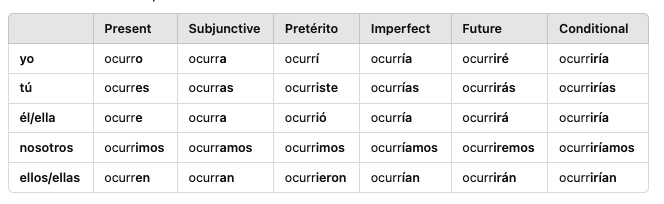 Present Subjunctive Pretérito Imperfect Future Conditional
yo ocurro ocurra ocurrí ocurría ocurriré ocurriría
tú ocurres ocurras ocurriste ocurrías ocurrirás ocurrirías
él/ella ocurre ocurra ocurrió ocurría ocurrirá ocurriría
nosotros ocurrimos ocurramos ocurrimos ocurríamos ocurriremos ocurriríamos
ellos/ellas ocurren ocurran ocurrieron ocurrían ocurrirán ocurrirían